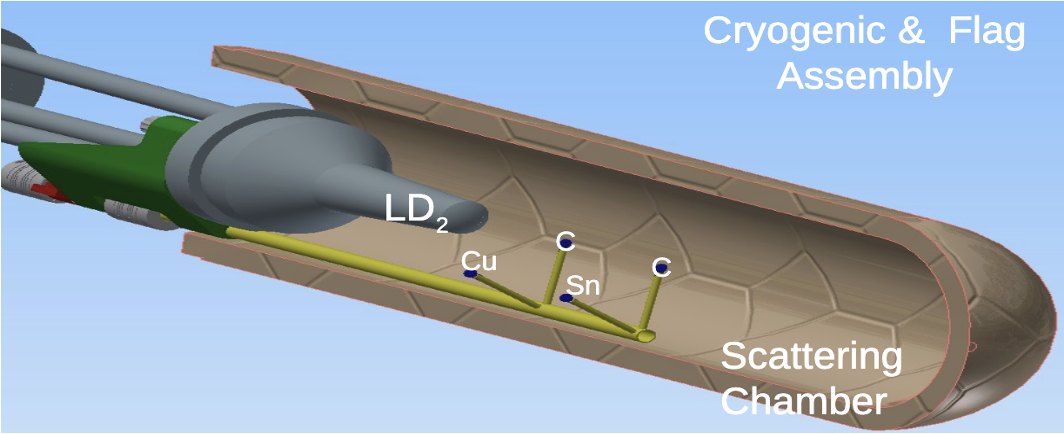 Cryogenic & Flag
Assembly
LD₂
C
Cu
C
Sn
Scattering
Chamber